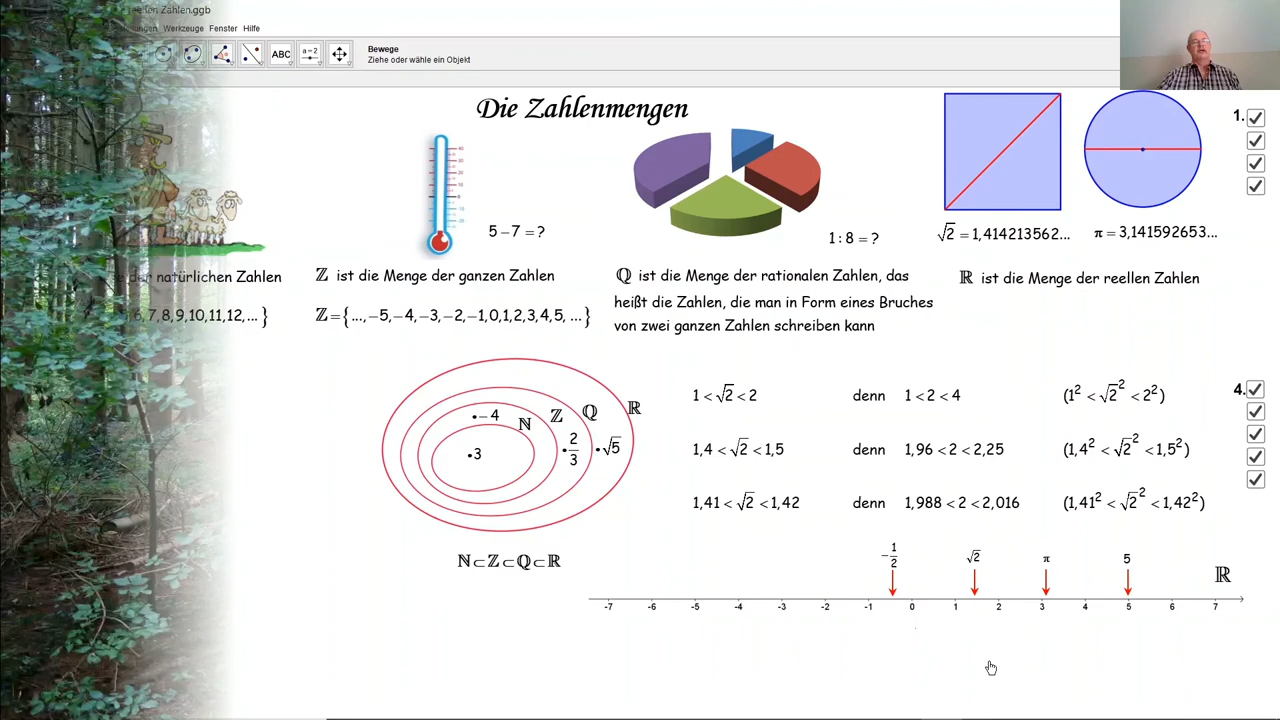 reellen Zahlen.ggb
Werkzeuge Fenster Hilfe
ABC
a = 2
Bewege
Ziehe oder wähle ein Objekt
Die Zahlenmengen
1.
40
30
20
10
0
5 – 7 = ?
1 : 8 = ?
√2 = 1,414213562...
π = 3,141592653...
der natürlichen Zahlen
ℤ ist die Menge der ganzen Zahlen
ℚ ist die Menge der rationalen Zahlen, das
heißt die Zahlen, die man in Form eines Bruches
von zwei ganzen Zahlen schreiben kann
ℝ ist die Menge der reellen Zahlen
6,7,8,9,10,11,12,... }
ℤ = {..., –5, –4, –3, –2, –1,0,1,2,3,4,5, ...}
•– 4
ℕ
ℤ
ℚ
ℝ
•3
•2/3
•√5
ℕ⊂ℤ⊂ℚ⊂ℝ
4.
1 < √2 < 2 denn 1 < 2 < 4 (1² < √2² < 2²)
1,4 < √2 < 1,5 denn 1,96 < 2 < 2,25 (1,4² < √2² < 1,5²)
1,41 < √2 < 1,42 denn 1,988 < 2 < 2,016 (1,41² < √2² < 1,42²)
–1/2 √2 π 5
ℝ
-7 -6 -5 -4 -3 -2 -1 0 1 2 3 4 5 6 7